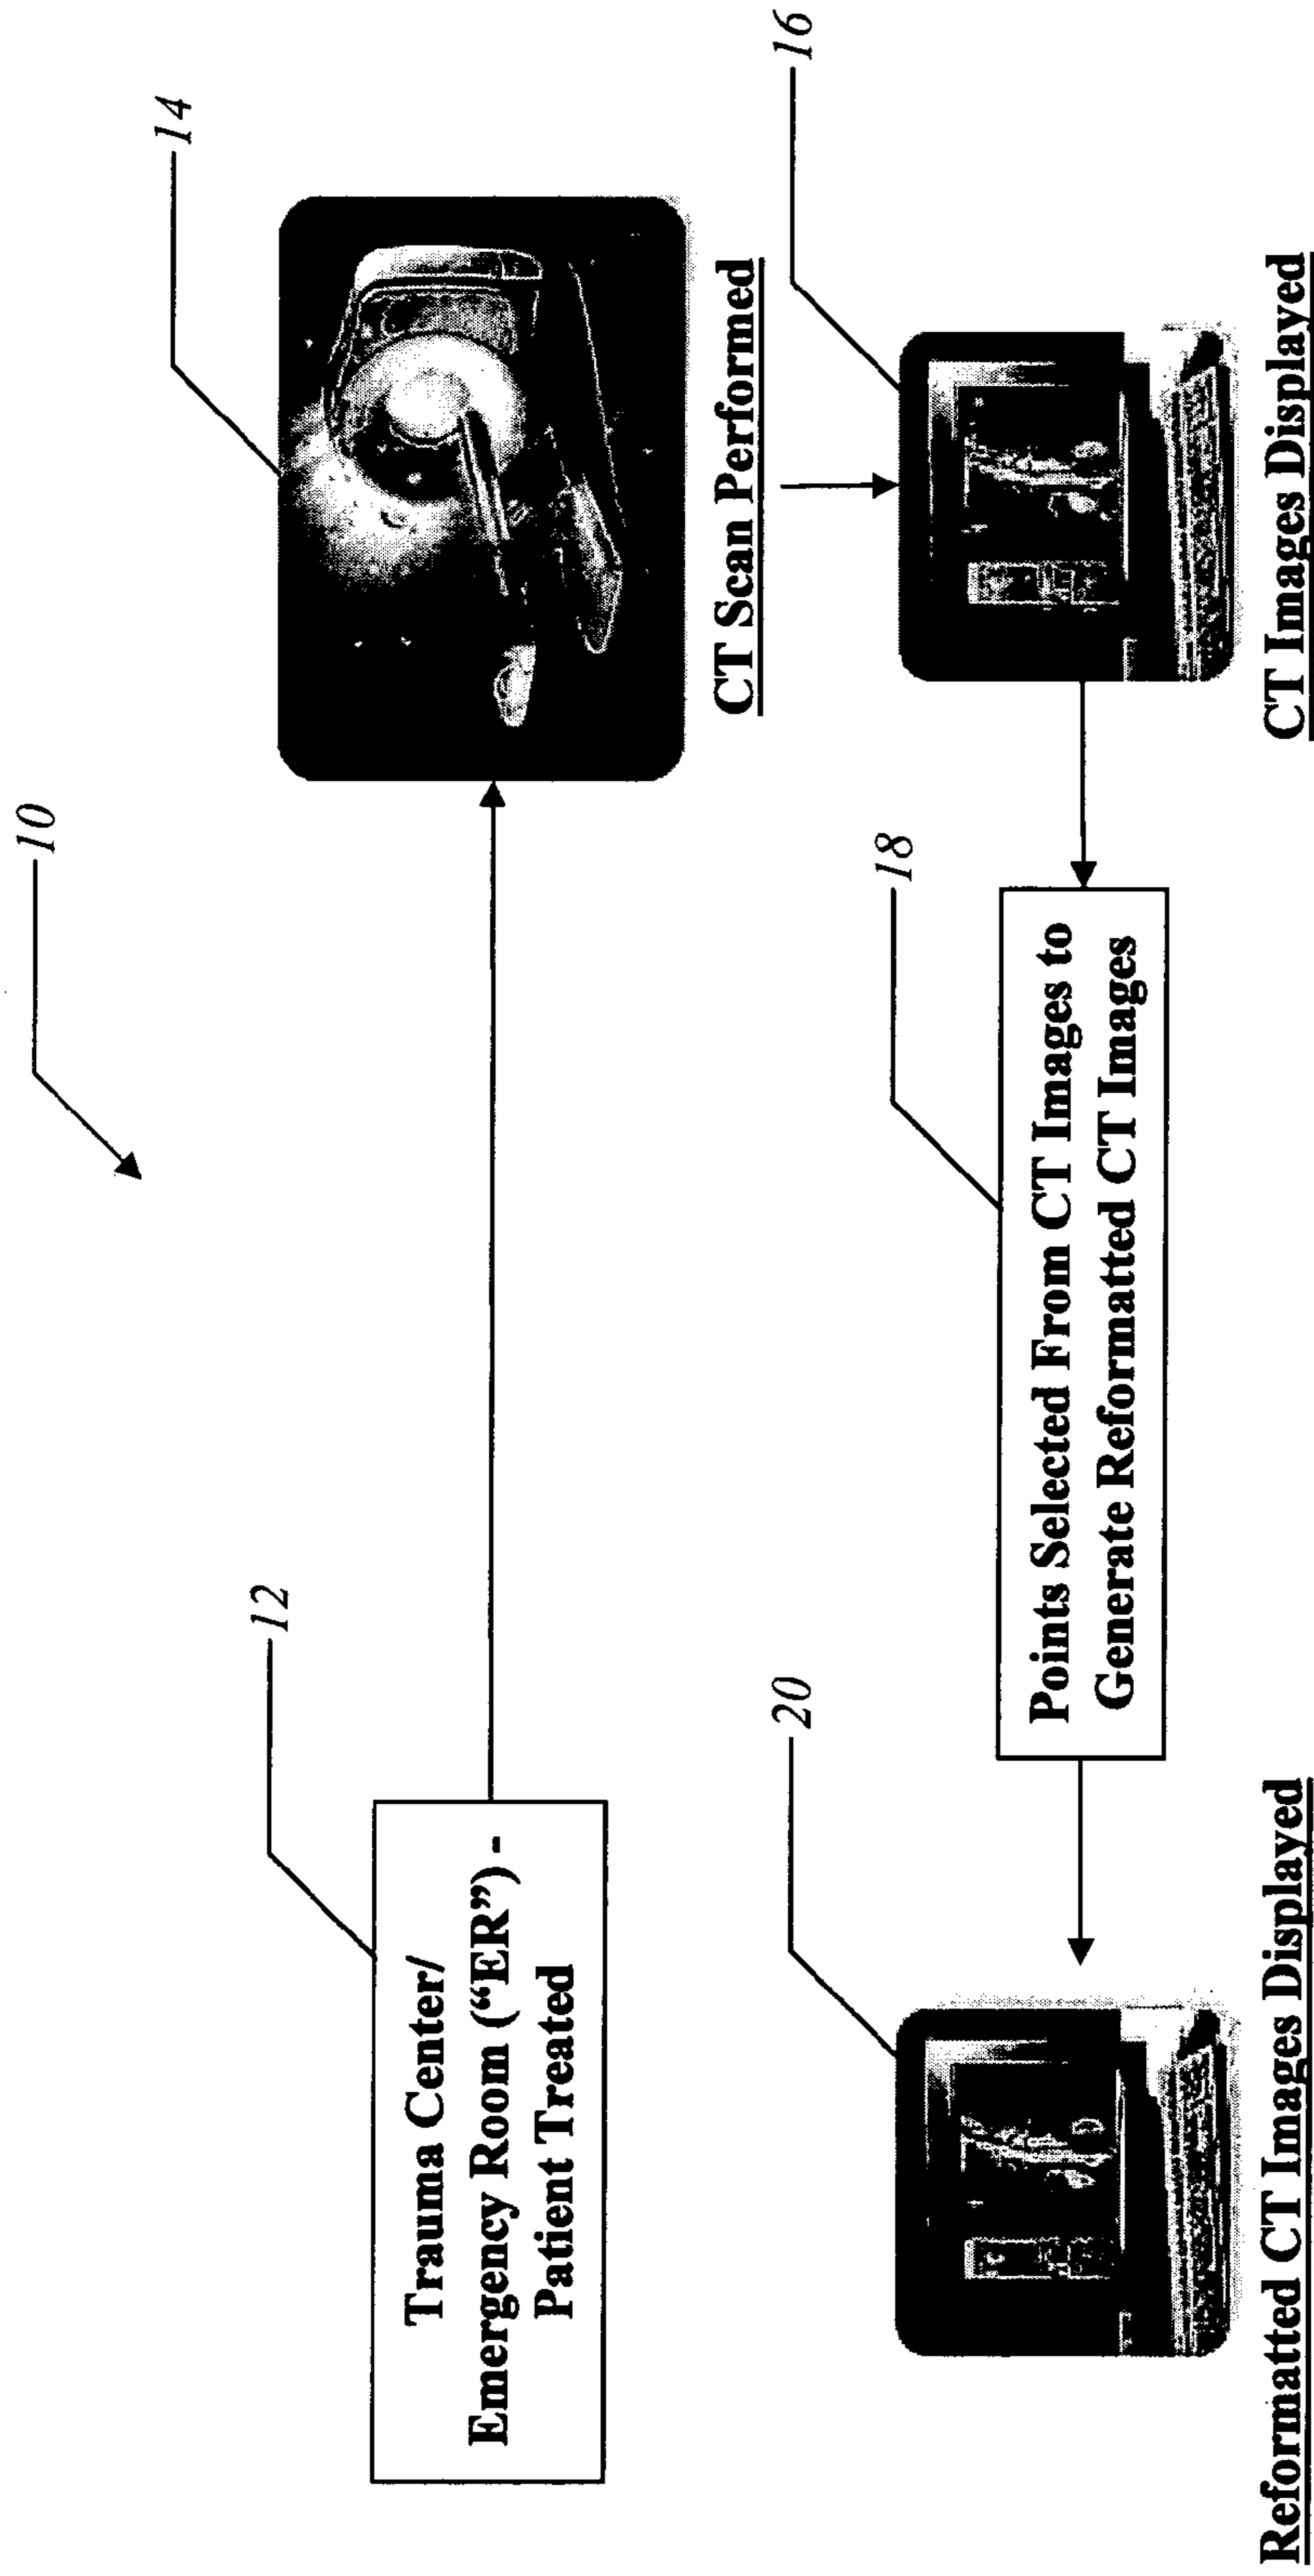 10
12
Trauma Center/
Emergency Room (“ER”) -
Patient Treated
14
CT Scan Performed
16
CT Images Displayed
18
Points Selected From CT Images to
Generate Reformatted CT Images
20
Reformatted CT Images Displayed